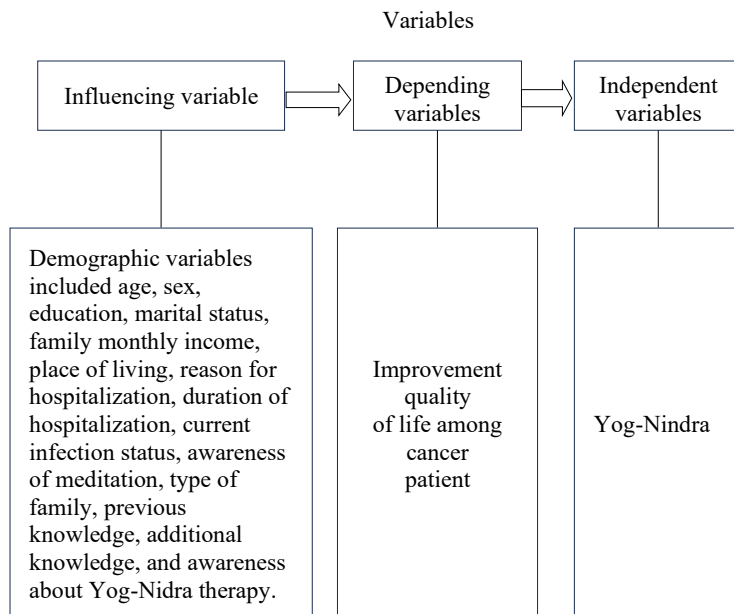 Variables
Influencing variable
Depending
variables
Independent
variables
Demographic variables
included age, sex,
education, marital status,
family monthly income,
place of living, reason for
hospitalization, duration of
hospitalization, current
infection status, awareness
of meditation, type of
family, previous
knowledge, additional
knowledge, and awareness
about Yog-Nidra therapy.
Improvement
quality
of life among
cancer
patient
Yog-Nindra